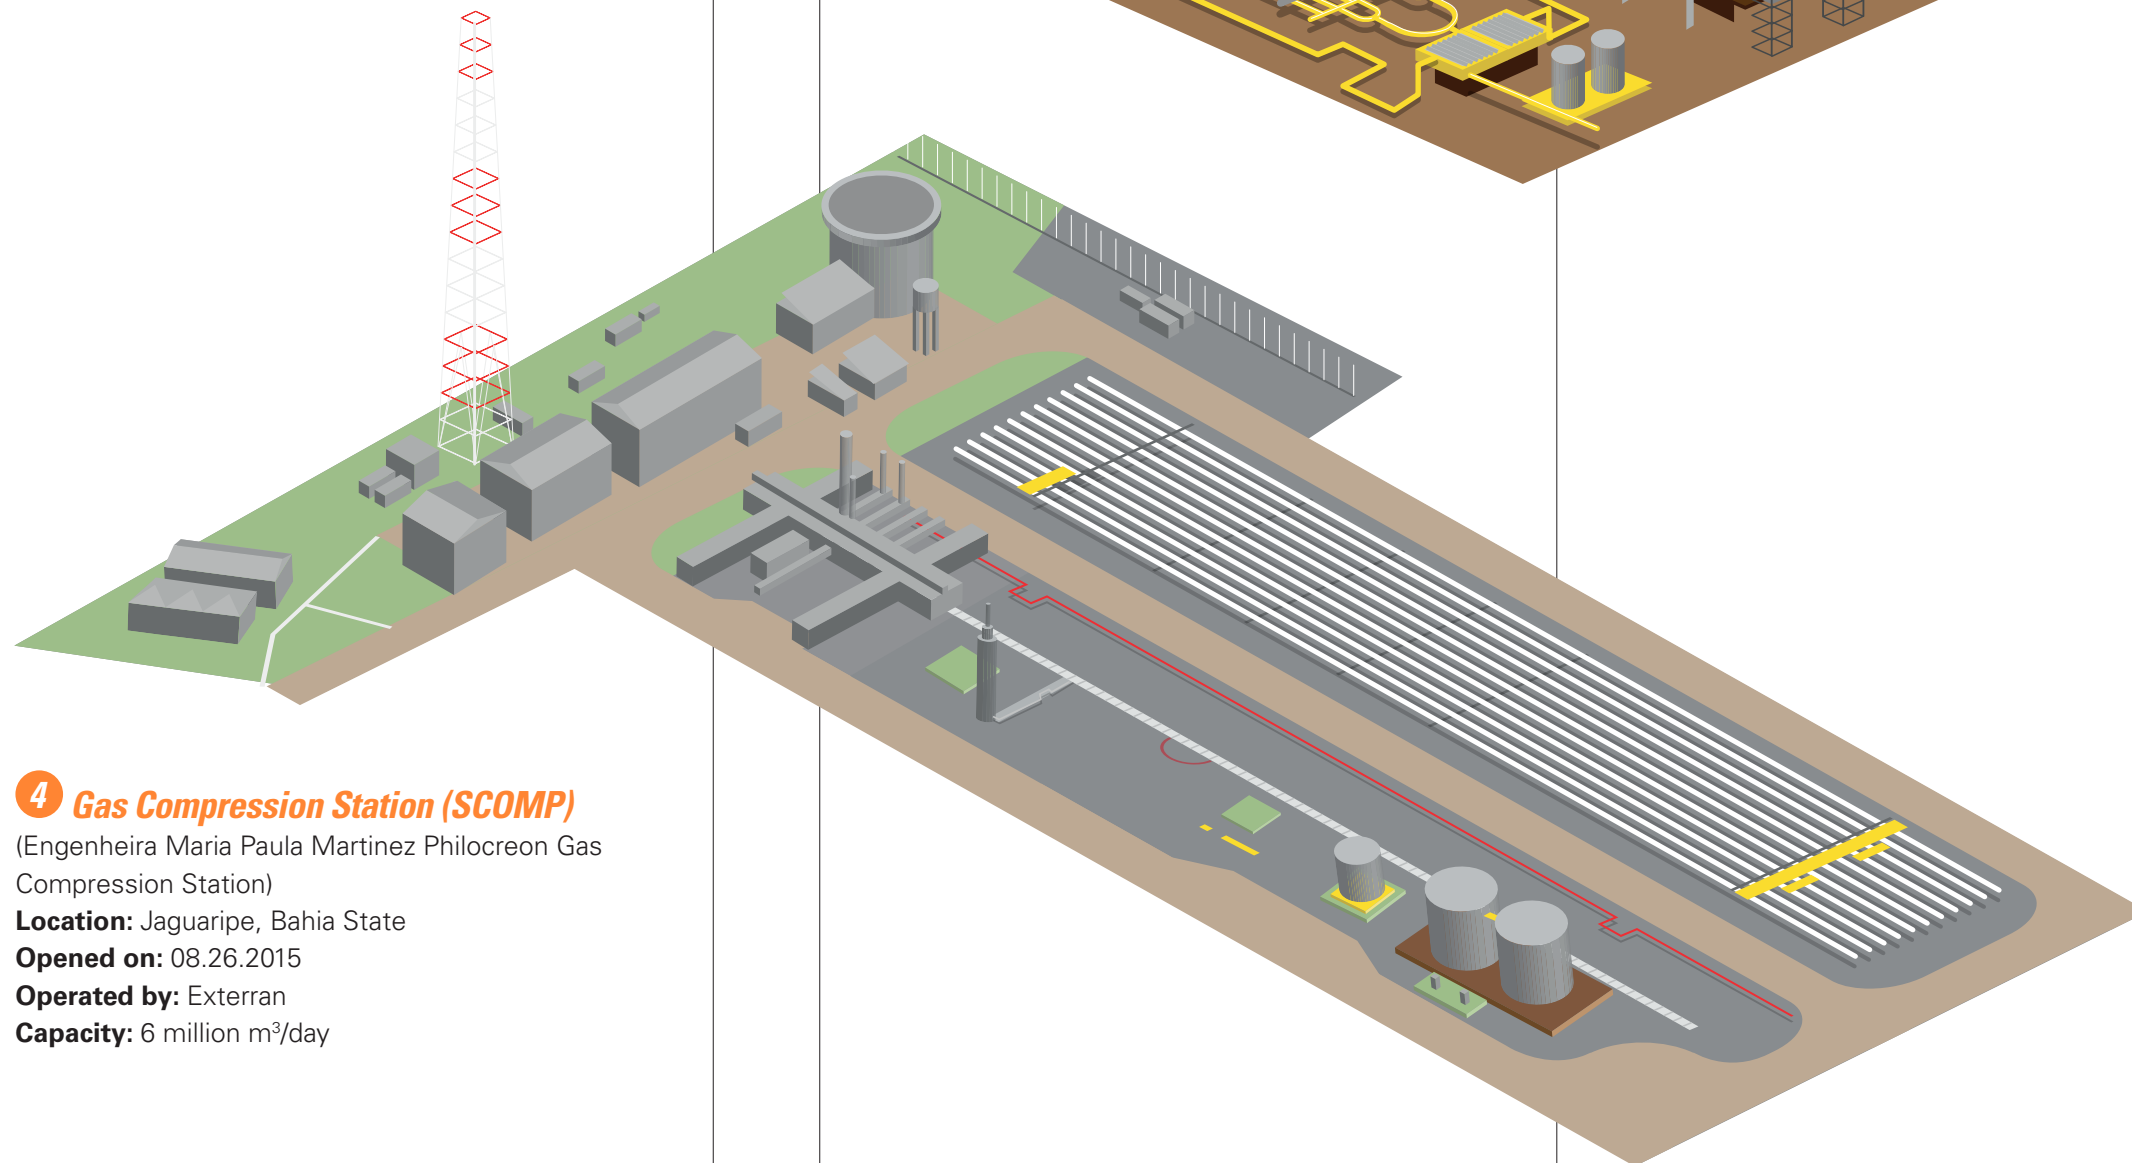 4 Gas Compression Station (SCOMP)
(Engenheira Maria Paula Martinez Philocreon Gas
Compression Station)
Location: Jaguaripe, Bahia State
Opened on: 08.26.2015
Operated by: Exterran
Capacity: 6 million m³/day